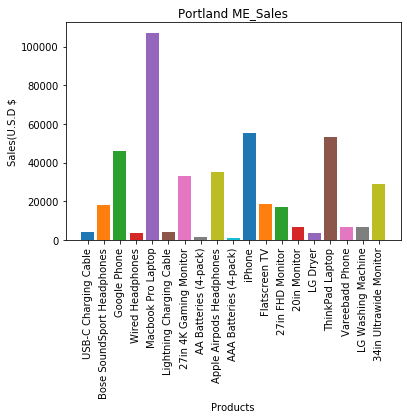 Portland ME_Sales
Sales(U.S.D $
100000
80000
60000
40000
20000
0
USB-C Charging Cable
Bose SoundSport Headphones
Google Phone
Wired Headphones
Macbook Pro Laptop
Lightning Charging Cable
27in 4K Gaming Monitor
AA Batteries (4-pack)
Apple Airpods Headphones
AAA Batteries (4-pack)
iPhone
Flatscreen TV
27in FHD Monitor
20in Monitor
LG Dryer
ThinkPad Laptop
Vareebadd Phone
LG Washing Machine
34in Ultrawide Monitor
Products